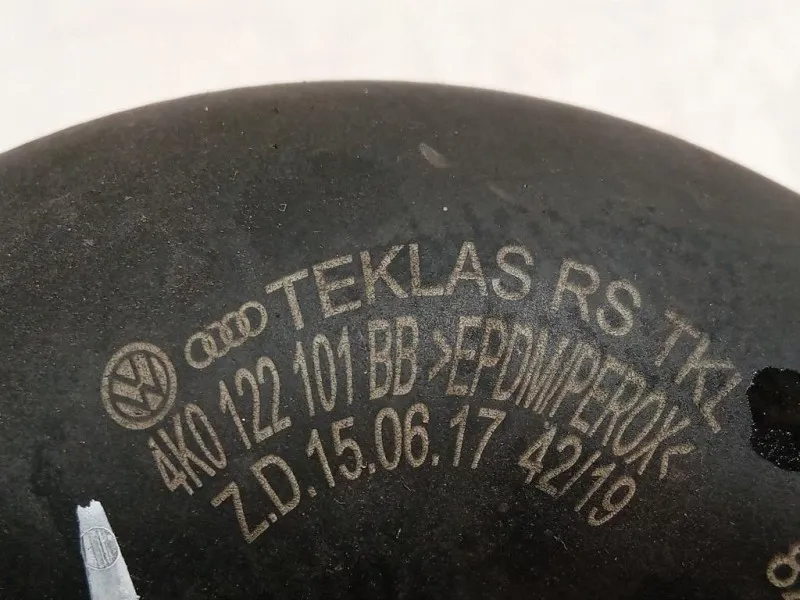 TEKLAS RS TKL
4K0 122 101 BB >EPDM/PEROX<
Z.D.15.06.17 42/19